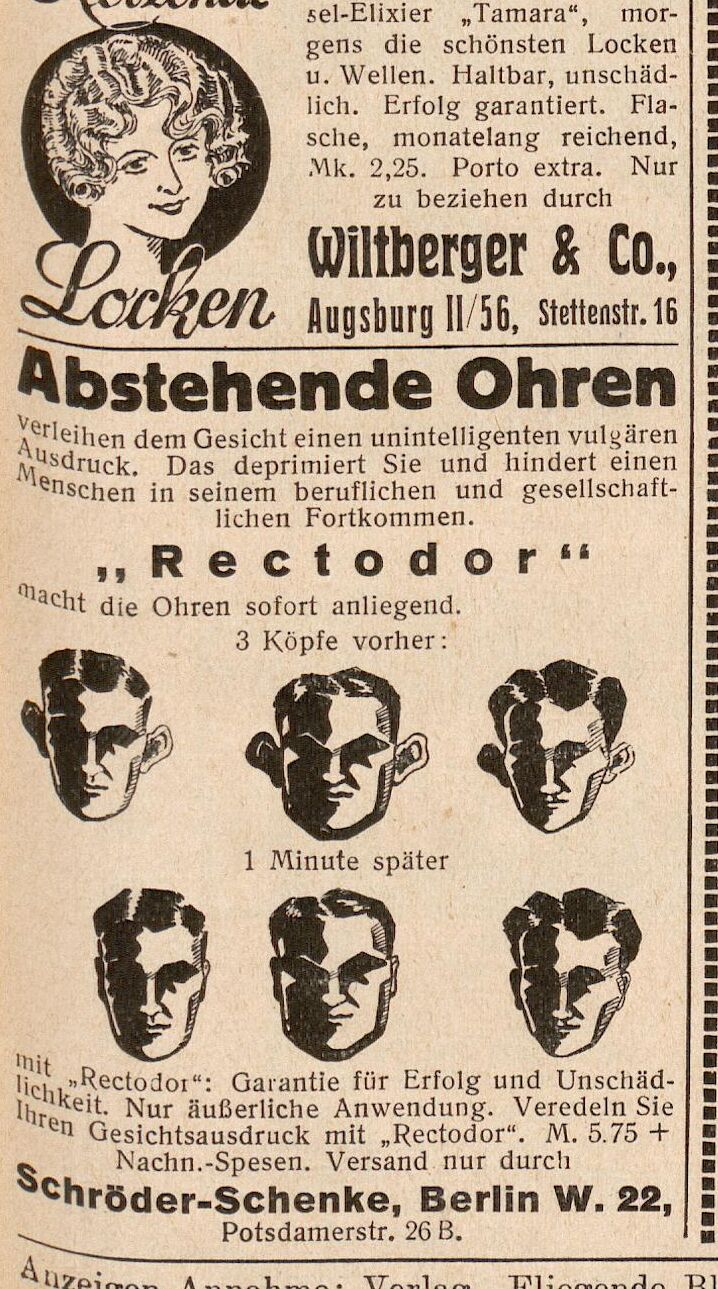 sel-Elixier „Tamara“, mor-
gens die schönsten Locken
u. Wellen. Haltbar, unschäd-
lich. Erfolg garantiert. Fla-
sche, monatelang reichend,
Mk. 2,25. Porto extra. Nur
zu beziehen durch
Wiltberger & Co.,
Augsburg II/56, Stettenstr. 16
Locken
Abstehende Ohren
verleihen dem Gesicht einen unintelligenten vulgären
Ausdruck. Das deprimiert Sie und hindert einen
Menschen in seinem beruflichen und gesellschaft-
lichen Fortkommen.
„Rectodor“
macht die Ohren sofort anliegend.
3 Köpfe vorher:
1 Minute später
mit „Rectodor“: Garantie für Erfolg und Unschäd-
lichkeit. Nur äußerliche Anwendung. Veredeln Sie
Ihren Gesichtsausdruck mit „Rectodor“. M. 5.75 +
Nachn.-Spesen. Versand nur durch
Schröder-Schenke, Berlin W. 22,
Potsdamerstr. 26 B.
Anzeigen-Annahme: Verlag Fliegende Bl